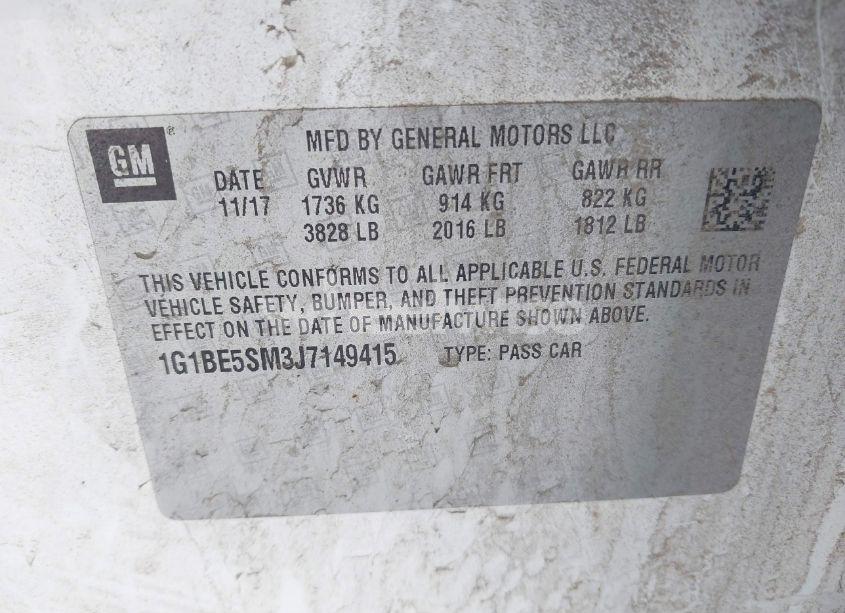 GM
MFD BY GENERAL MOTORS LLC
DATE GVWR GAWR FRT GAWR RR
11/17 1736 KG 914 KG 822 KG
3828 LB 2016 LB 1812 LB
THIS VEHICLE CONFORMS TO ALL APPLICABLE U.S. FEDERAL MOTOR
VEHICLE SAFETY, BUMPER, AND THEFT PREVENTION STANDARDS IN
EFFECT ON THE DATE OF MANUFACTURE SHOWN ABOVE.
1G1BE5SM3J7149415 TYPE: PASS CAR